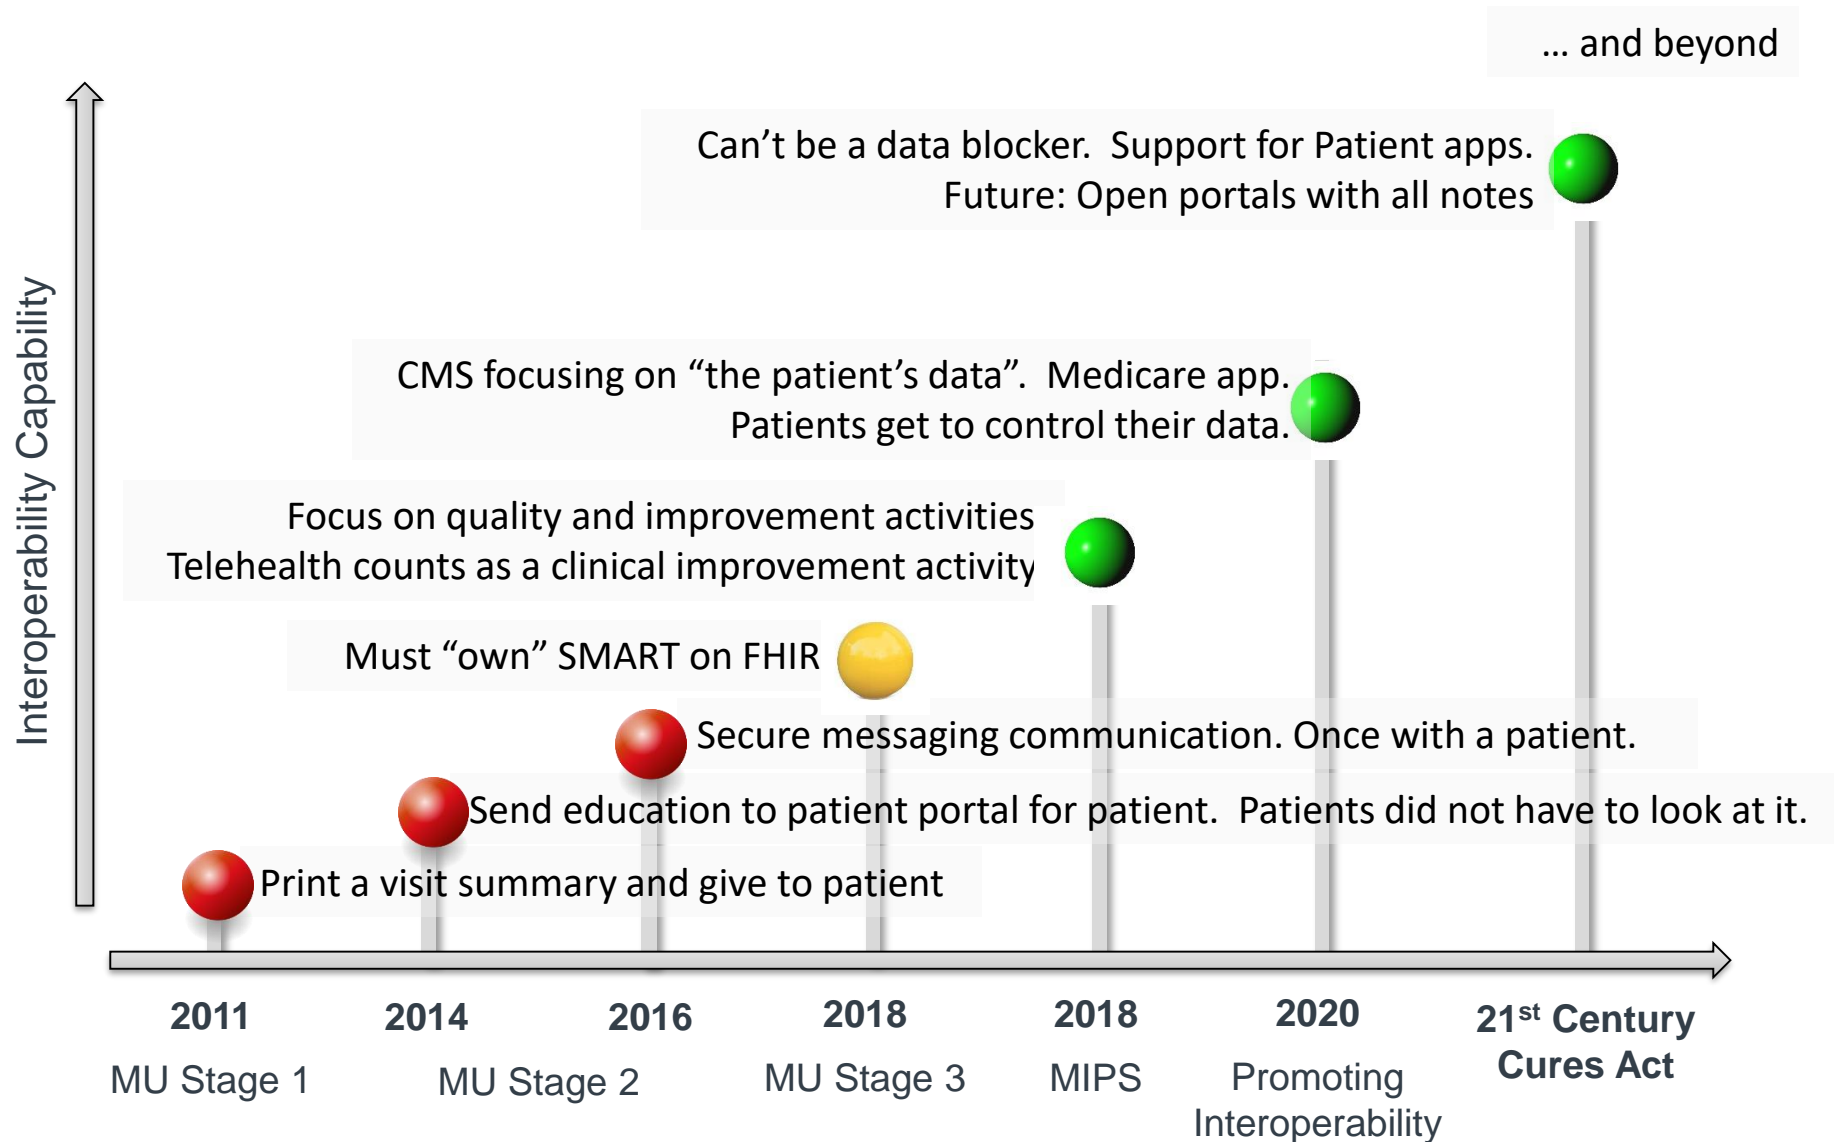 ... and beyond
Can’t be a data blocker.  Support for Patient apps.
Future: Open portals with all notes
CMS focusing on “the patient’s data”.  Medicare app.
Patients get to control their data.
Focus on quality and improvement activities
Telehealth counts as a clinical improvement activity
Must “own” SMART on FHIR
Secure messaging communication. Once with a patient.
Send education to patient portal for patient.  Patients did not have to look at it.
Print a visit summary and give to patient
Interoperability Capability
2011
MU Stage 1
2014
2016
MU Stage 2
2018
MU Stage 3
2018
MIPS
2020
Promoting
Interoperability
21st Century
Cures Act